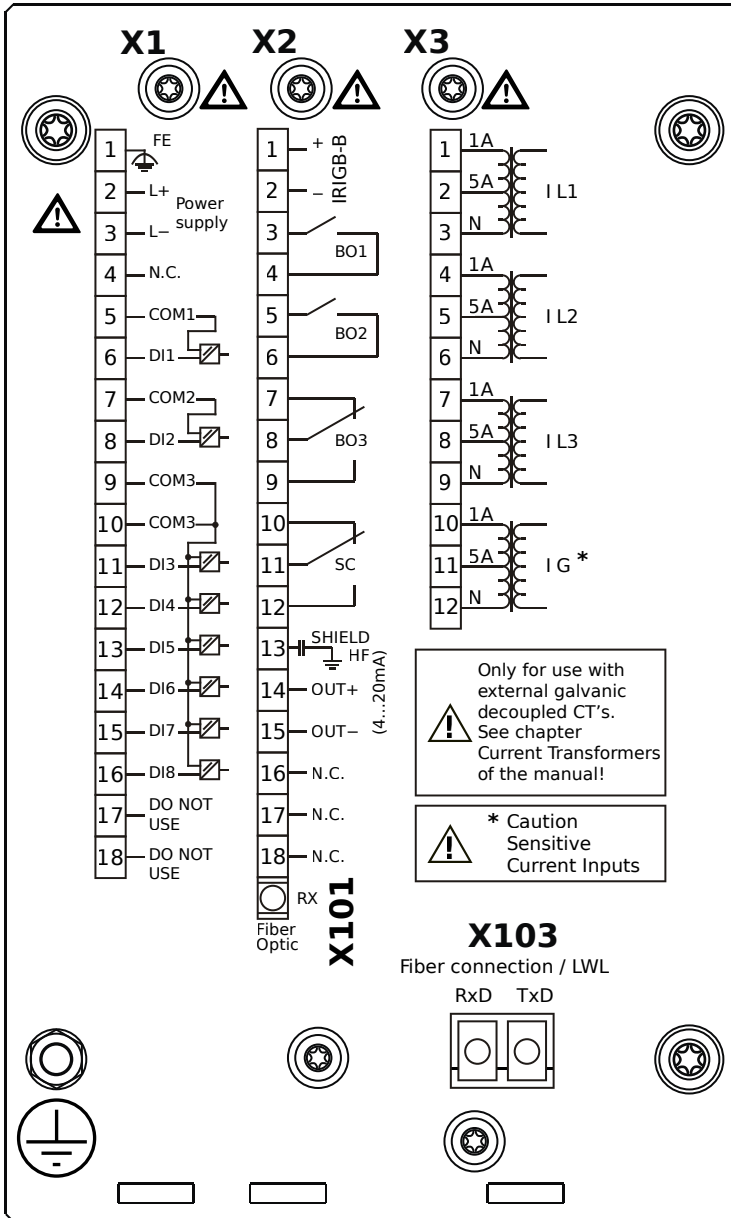 X1
X2
X3
1 FE
2 L+
Power
supply
3 L−
4 N.C.
5 COM1
6 DI1
7 COM2
8 DI2
9 COM3
10 COM3
11 DI3
12 DI4
13 DI5
14 DI6
15 DI7
16 DI8
17 DO NOT
USE
18 DO NOT
USE
1 +
2 −
IRIGB-B
3
BO1
4
5
BO2
6
7
8 BO3
9
10
11 SC
12
13 SHIELD
HF
14 OUT+
15 OUT−
(4...20mA)
16 N.C.
17 N.C.
18 N.C.
RX
Fiber
Optic
X101
1 1A
2 5A I L1
3 N
4 1A
5 5A I L2
6 N
7 1A
8 5A I L3
9 N
10 1A
11 5A I G *
12 N
!
!
!
!
! Only for use with
external galvanic
decoupled CT's.
See chapter
Current Transformers
of the manual!
! * Caution
Sensitive
Current Inputs
X103
Fiber connection / LWL
RxD TxD